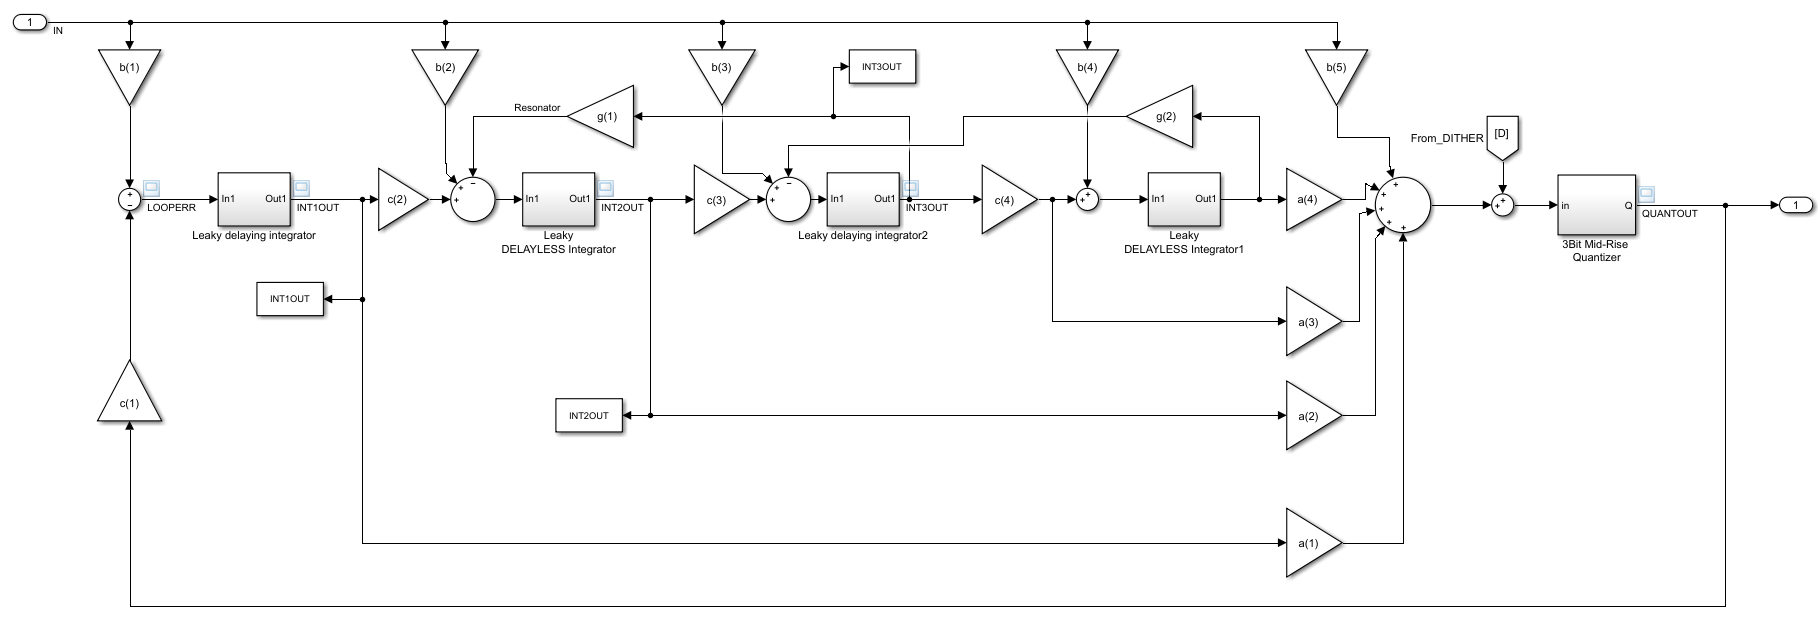 1
IN
b(1)
b(2)
b(3)
INT3OUT
b(4)
b(5)
Resonator
g(1)
g(2)
From_DITHER
[D]
LOOPERR
In1
Out1
INT1OUT
Leaky delaying integrator
c(2)
In1
Out1
INT2OUT
Leaky
DELAYLESS Integrator
c(3)
In1
Out1
INT3OUT
Leaky delaying integrator2
c(4)
In1
Out1
Leaky
DELAYLESS Integrator1
a(4)
in
Q
QUANTOUT
3Bit Mid-Rise
Quantizer
1
INT1OUT
a(3)
c(1)
INT2OUT
a(2)
a(1)